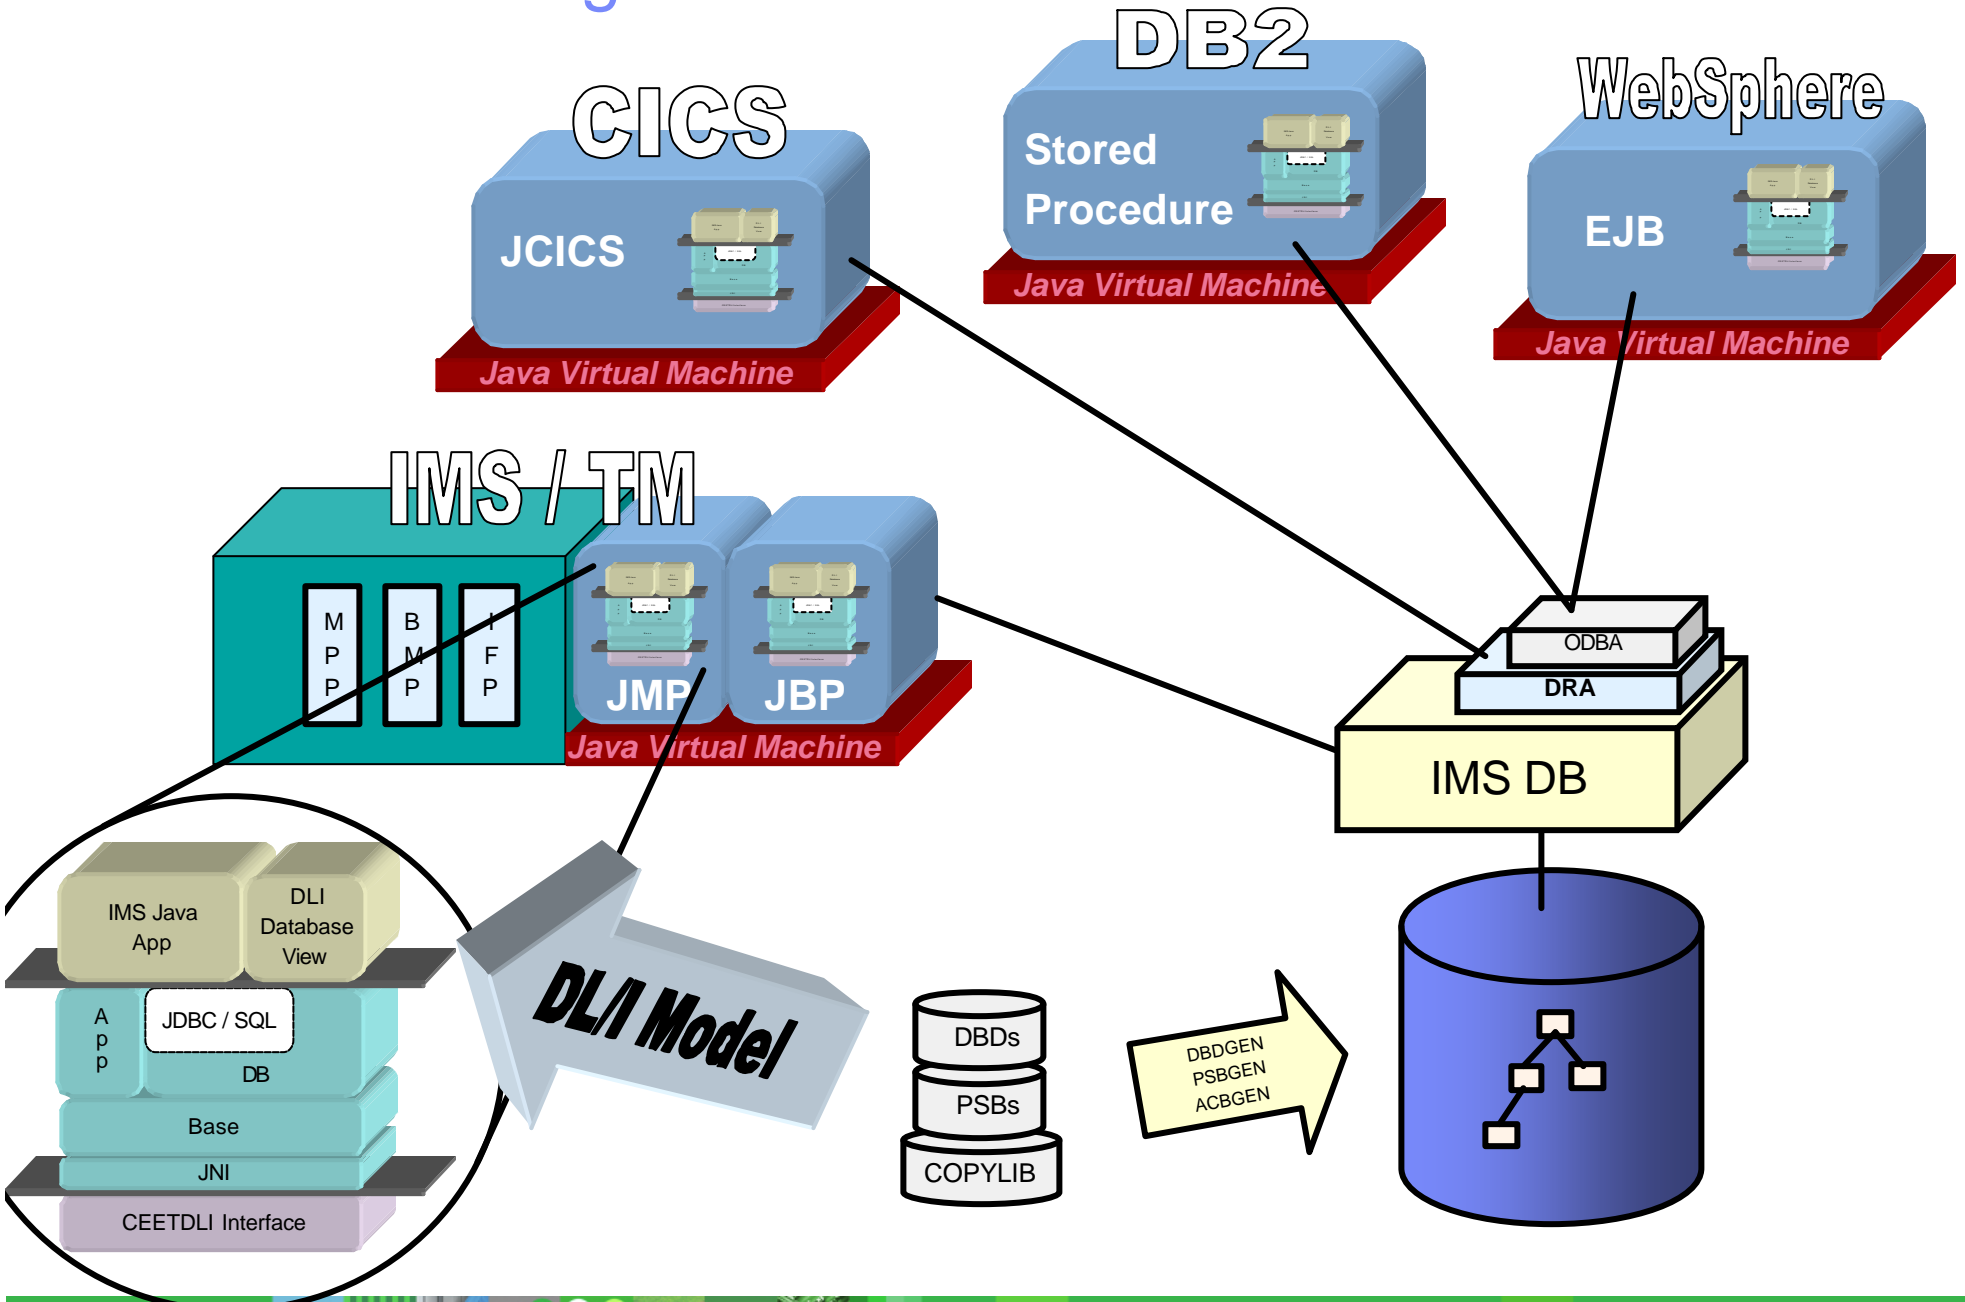 DB2
CICS
WebSphere
Stored
Procedure
JCICS
EJB
Java Virtual Machine
Java Virtual Machine
Java Virtual Machine
IMS / TM
M
P
P
B
M
P
I
F
P
JMP
JBP
Java Virtual Machine
ODBA
DRA
IMS DB
IMS Java
App
DLI
Database
View
A
p
p
JDBC / SQL
DB
Base
JNI
CEETDLI Interface
DL/I Model
DBDs
PSBs
COPYLIB
DBDGEN
PSBGEN
ACBGEN